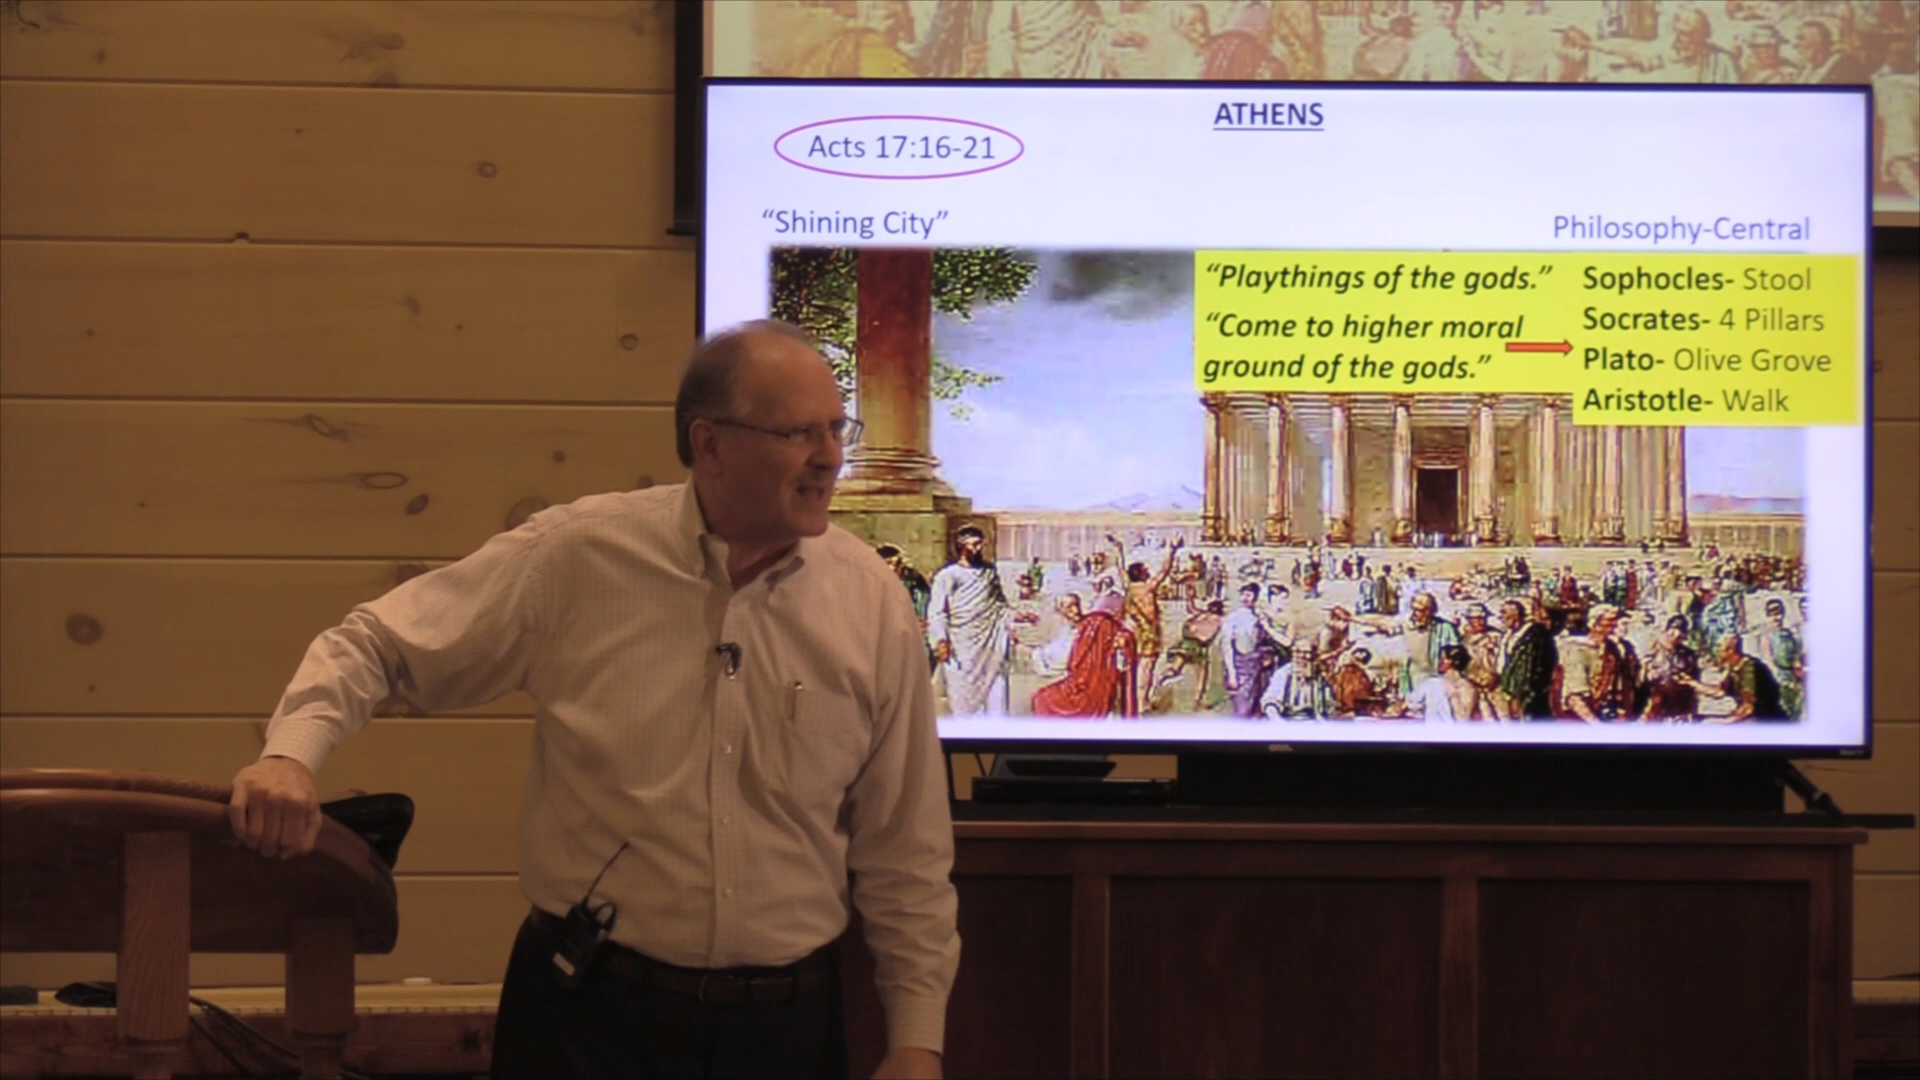 ATHENS
Acts 17:16-21
“Shining City”
Philosophy-Central
“Playthings of the gods.”
“Come to higher moral
ground of the gods.”
Sophocles- Stool
Socrates- 4 Pillars
Plato- Olive Grove
Aristotle- Walk